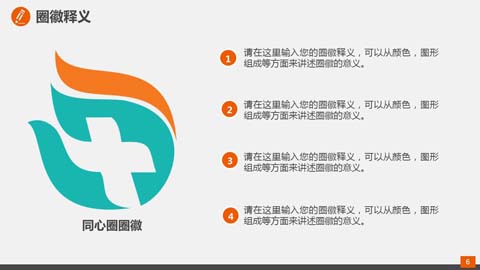 圈徽释义
1
请在这里输入您的圈徽释义，可以从颜色，图形
组成等方面来讲述圈徽的意义。
2
请在这里输入您的圈徽释义，可以从颜色，图形
组成等方面来讲述圈徽的意义。
3
请在这里输入您的圈徽释义，可以从颜色，图形
组成等方面来讲述圈徽的意义。
4
请在这里输入您的圈徽释义，可以从颜色，图形
组成等方面来讲述圈徽的意义。
同心圈圈徽
6